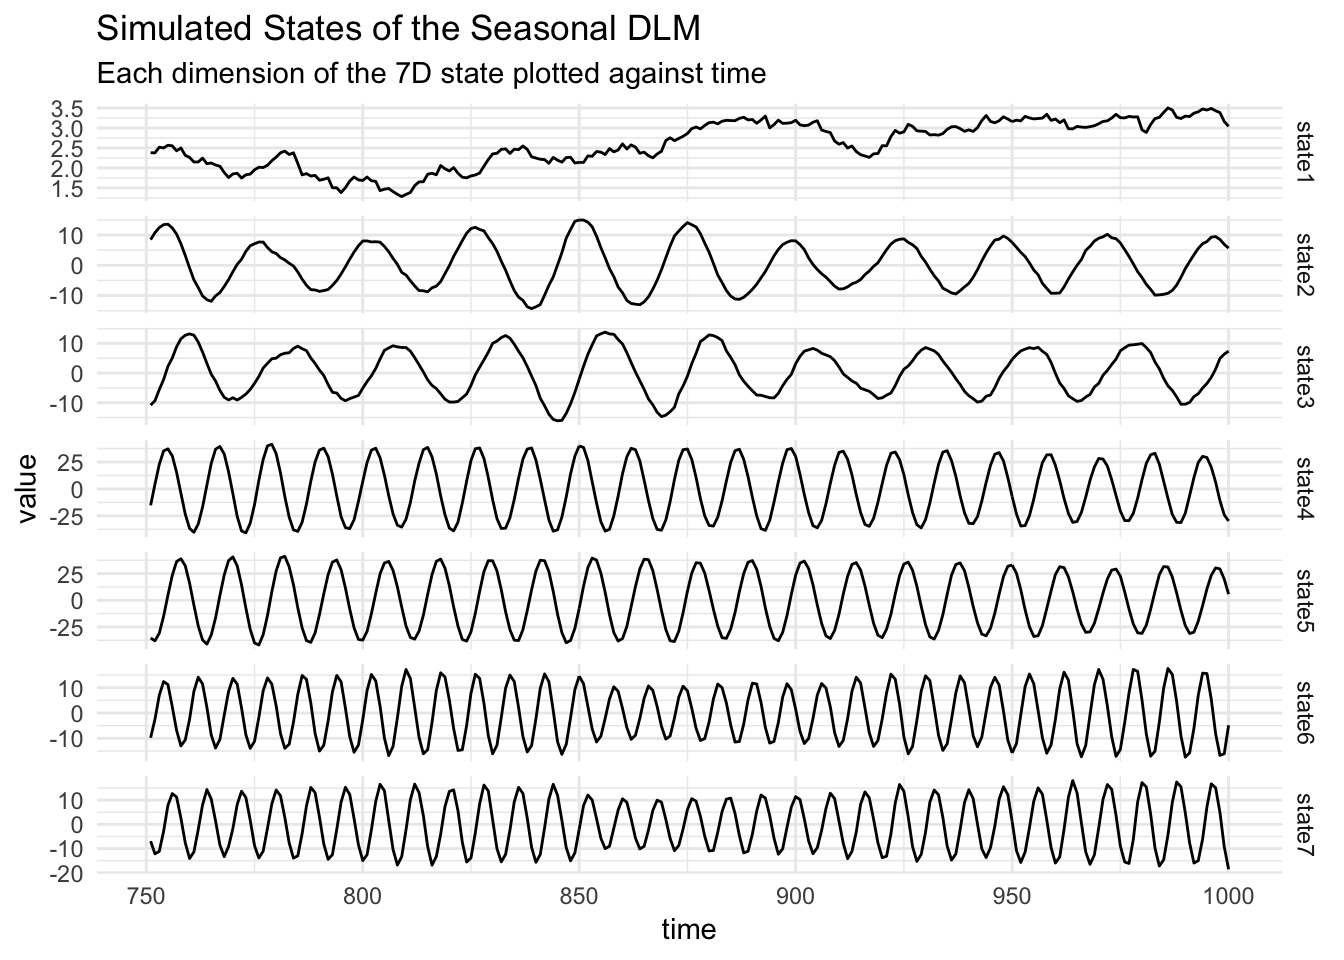 Simulated States of the Seasonal DLM
Each dimension of the 7D state plotted against time
value
3.5
3.0
2.5
2.0
1.5
state1
10
0
-10
state2
10
0
-10
state3
25
0
-25
state4
25
0
-25
state5
10
0
-10
state6
10
0
-10
-20
state7
750 800 850 900 950 1000
time